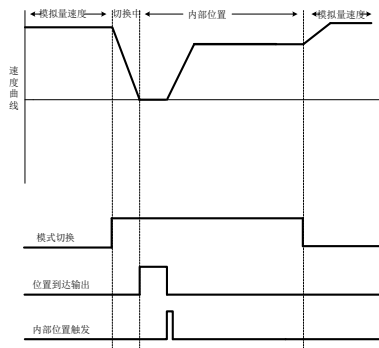 模拟量速度
切换中
内部位置
模拟量速度
速度曲线
模式切换
位置到达输出
内部位置触发